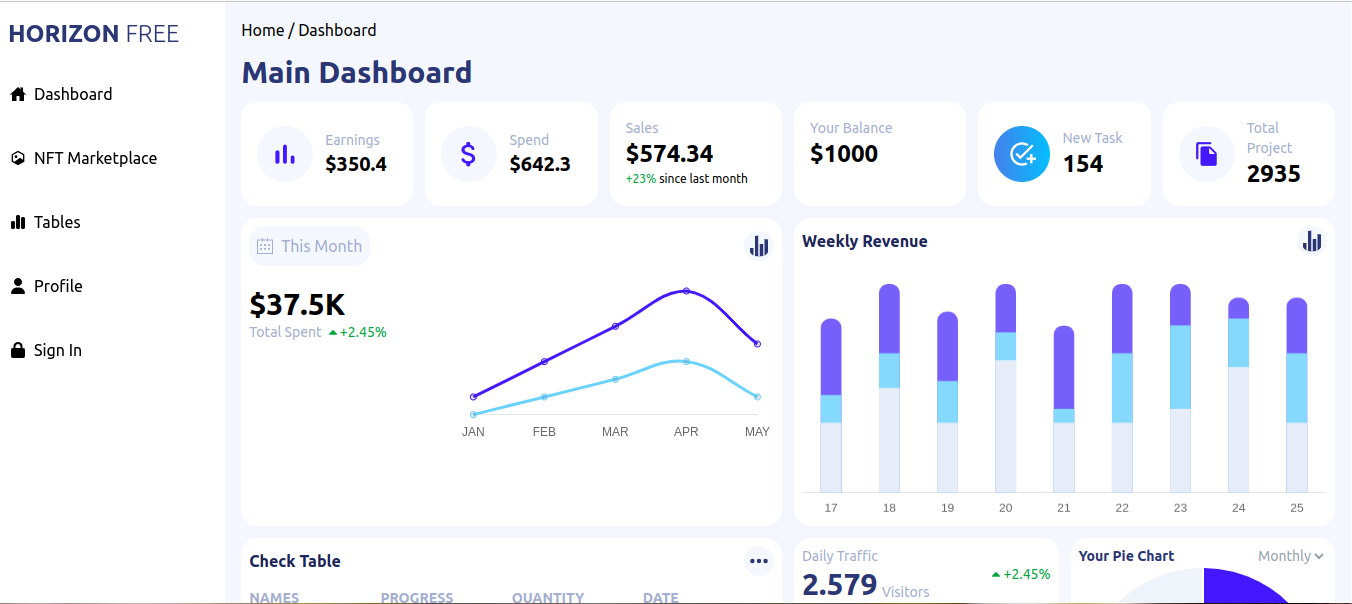 HORIZON FREE
Dashboard
NFT Marketplace
Tables
Profile
Sign In
Home / Dashboard
Main Dashboard
Earnings
$350.4
Spend
$642.3
Sales
$574.34
+23% since last month
Your Balance
$1000
New Task
154
Total
Project
2935
This Month
$37.5K
Total Spent +2.45%
JAN FEB MAR APR MAY
Weekly Revenue
17 18 19 20 21 22 23 24 25
Check Table
NAMES PROGRESS QUANTITY DATE
Daily Traffic
2.579 Visitors
+2.45%
Your Pie Chart
Monthly